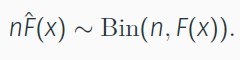 nF̂(x) ∼ Bin(n, F(x)).